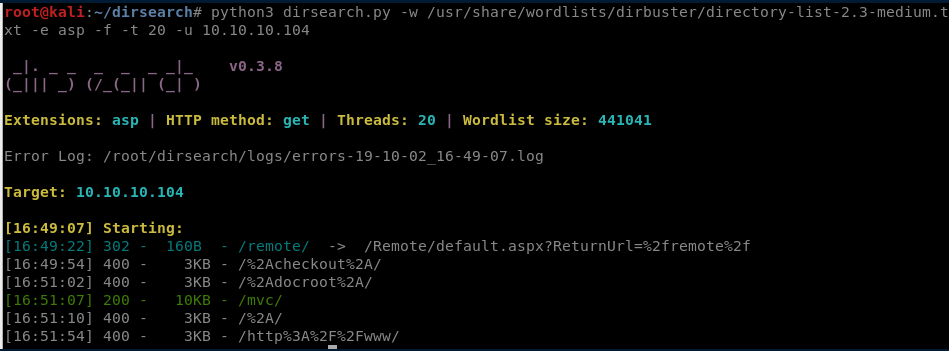 root@kali:~/dirsearch# python3 dirsearch.py -w /usr/share/wordlists/dirbuster/directory-list-2.3-medium.t
xt -e asp -f -t 20 -u 10.10.10.104
 _|. _ _  _  _  _ _|_    v0.3.8
(_||| _) (/_(_|| (_| )
Extensions: asp | HTTP method: get | Threads: 20 | Wordlist size: 441041
Error Log: /root/dirsearch/logs/errors-19-10-02_16-49-07.log
Target: 10.10.10.104
[16:49:07] Starting:
[16:49:22] 302 -  160B  - /remote/  ->  /Remote/default.aspx?ReturnUrl=%2fremote%2f
[16:49:54] 400 -    3KB - /%2Acheckout%2A/
[16:51:02] 400 -    3KB - /%2Adocroot%2A/
[16:51:07] 200 -   10KB - /mvc/
[16:51:10] 400 -    3KB - /%2A/
[16:51:54] 400 -    3KB - /http%3A%2F%2Fwww/